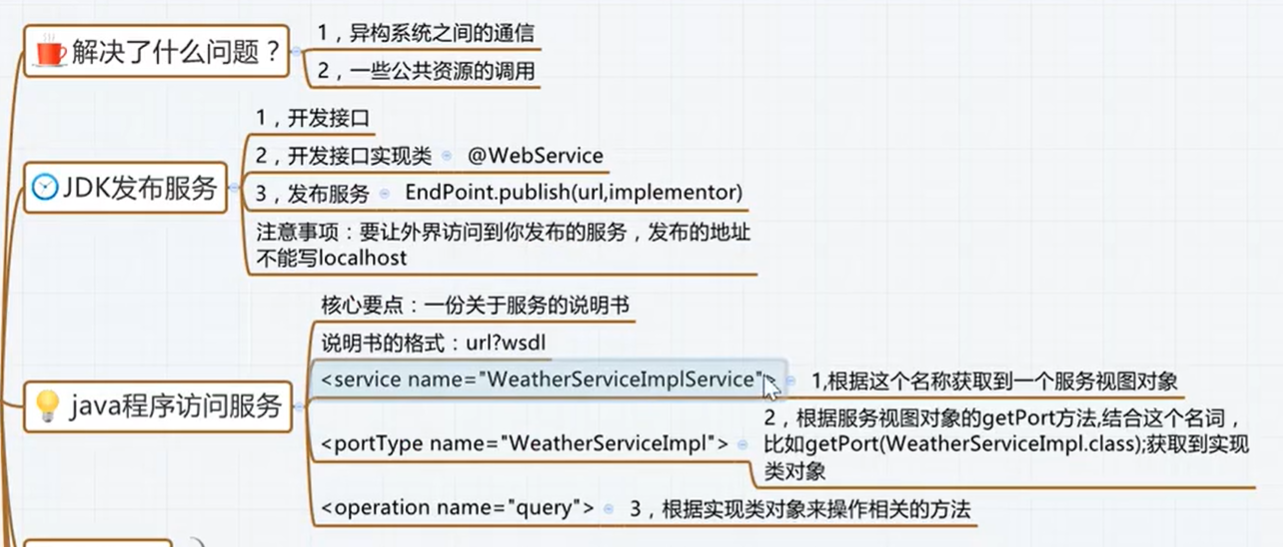 解决了什么问题？
1，异构系统之间的通信
2，一些公共资源的调用
JDK发布服务
1，开发接口
2，开发接口实现类 @WebService
3，发布服务 EndPoint.publish(url,implementor)
注意事项：要让外界访问到你发布的服务，发布的地址
不能写localhost
java程序访问服务
核心要点：一份关于服务的说明书
说明书的格式：url?wsdl
<service name="WeatherServiceImplService"> 1,根据这个名称获取到一个服务视图对象
<portType name="WeatherServiceImpl">
2，根据服务视图对象的getPort方法,结合这个名词，
比如getPort(WeatherServiceImpl.class);获取到实现
类对象
<operation name="query"> 3，根据实现类对象来操作相关的方法